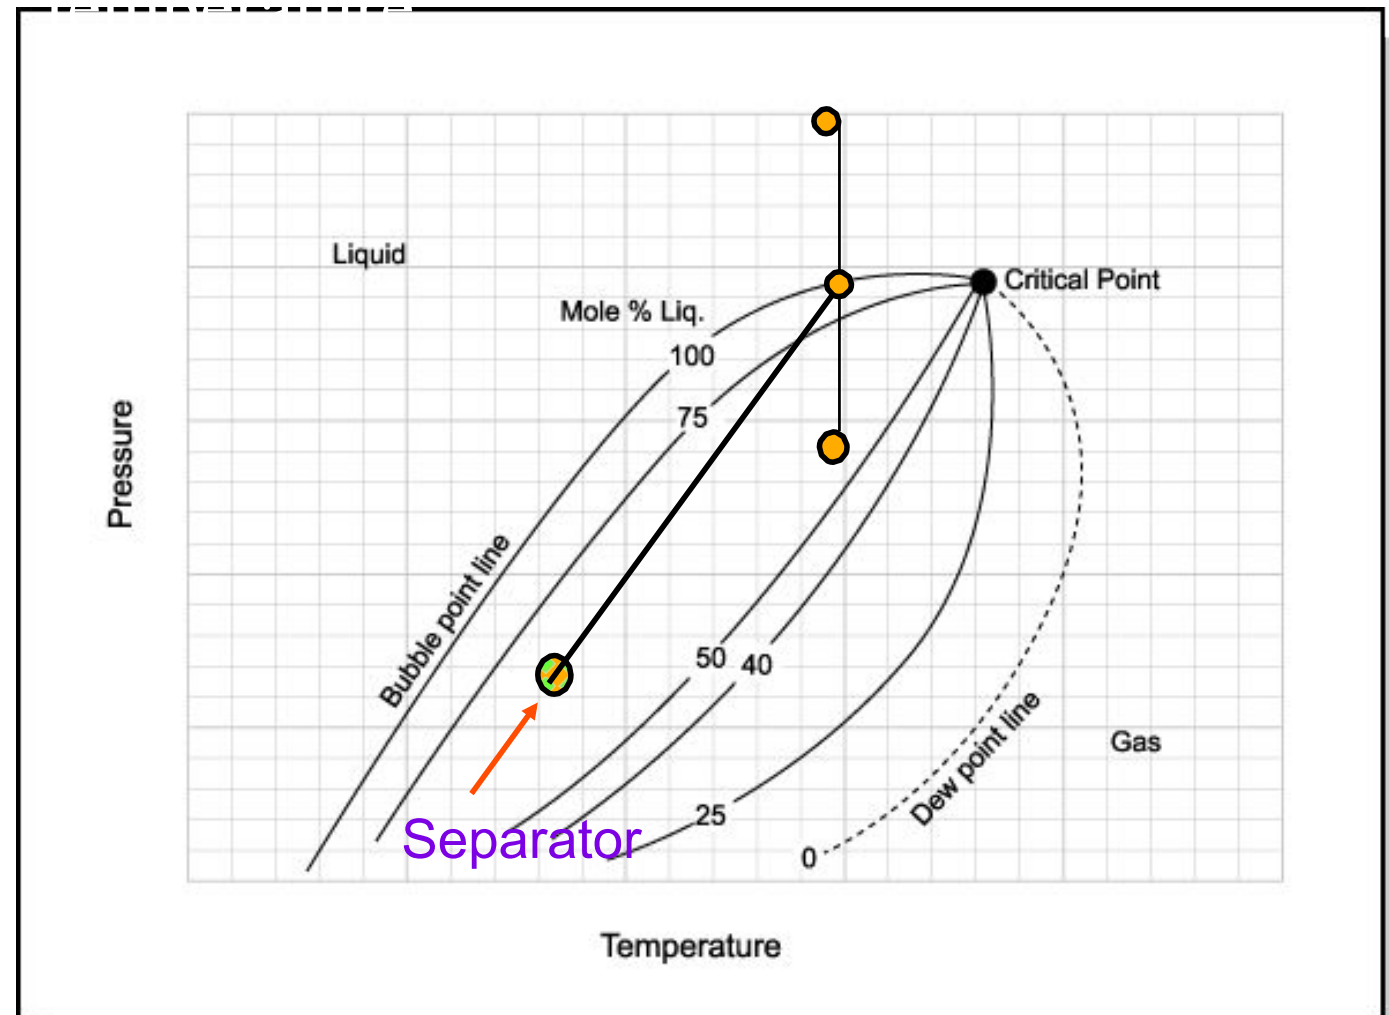 Liquid
Critical Point
Mole % Liq.
100
75
Pressure
Bubble point line
50 40
Dew point line
Gas
25
Separator
0
Temperature